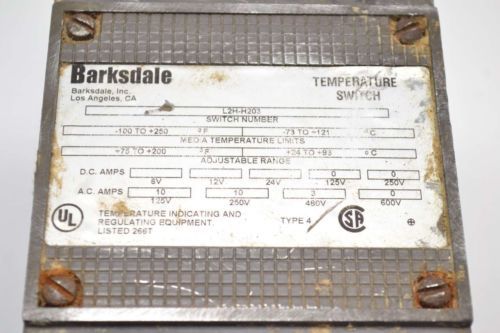 Barksdale
Barksdale, Inc.
Los Angeles, CA
TEMPERATURE
SWITCH
L2H-H203
SWITCH NUMBER
-100 TO +250 °F -73 TO +121 °C
MEDIA TEMPERATURE LIMITS
+75 TO +200 °F +24 TO +93 °C
ADJUSTABLE RANGE
D.C. AMPS 0 0
6V 12V 24V 125V 250V
A.C. AMPS 10 10 3 0
125V 250V 480V 600V
UL
TEMPERATURE INDICATING AND
REGULATING EQUIPMENT.
LISTED 266T
TYPE 4
SA